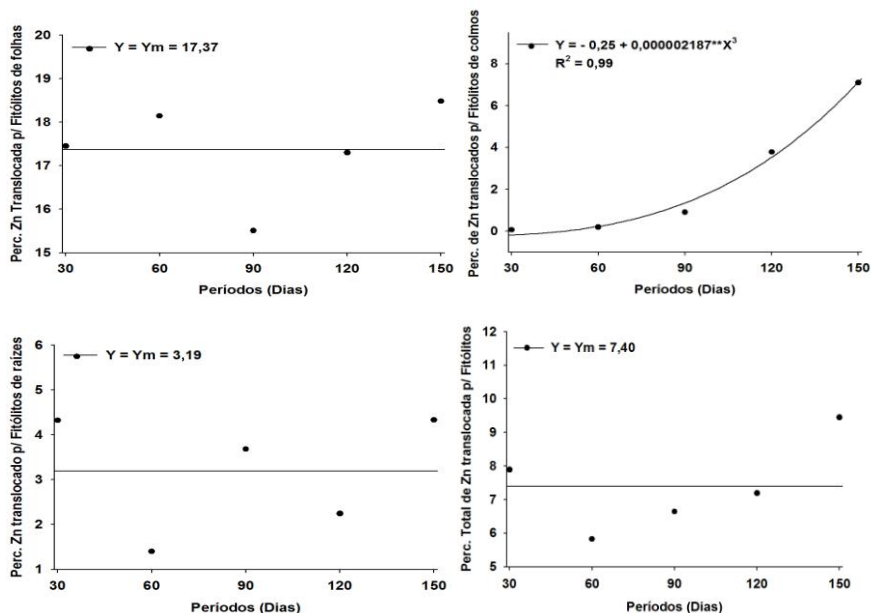 Perc. Zn Translocada p/ Fitólitos de folhas
20
19
18
17
16
15
Y = Ym = 17,37
30 60 90 120 150
Períodos (Dias)
Perc. de Zn translocados p/ Fitólitos de colmos
8
6
4
2
0
Y = - 0,25 + 0,000002187**X³
R² = 0,99
30 60 90 120 150
Períodos (Dias)
Perc. Zn translocado p/ Fitólitos de raízes
6
5
4
3
2
1
Y = Ym = 3,19
30 60 90 120 150
Períodos (Dias)
Perc. Total de Zn translocada p/ Fitólitos
12
11
10
9
8
7
6
5
Y = Ym = 7,40
30 60 90 120 150
Períodos (Dias)